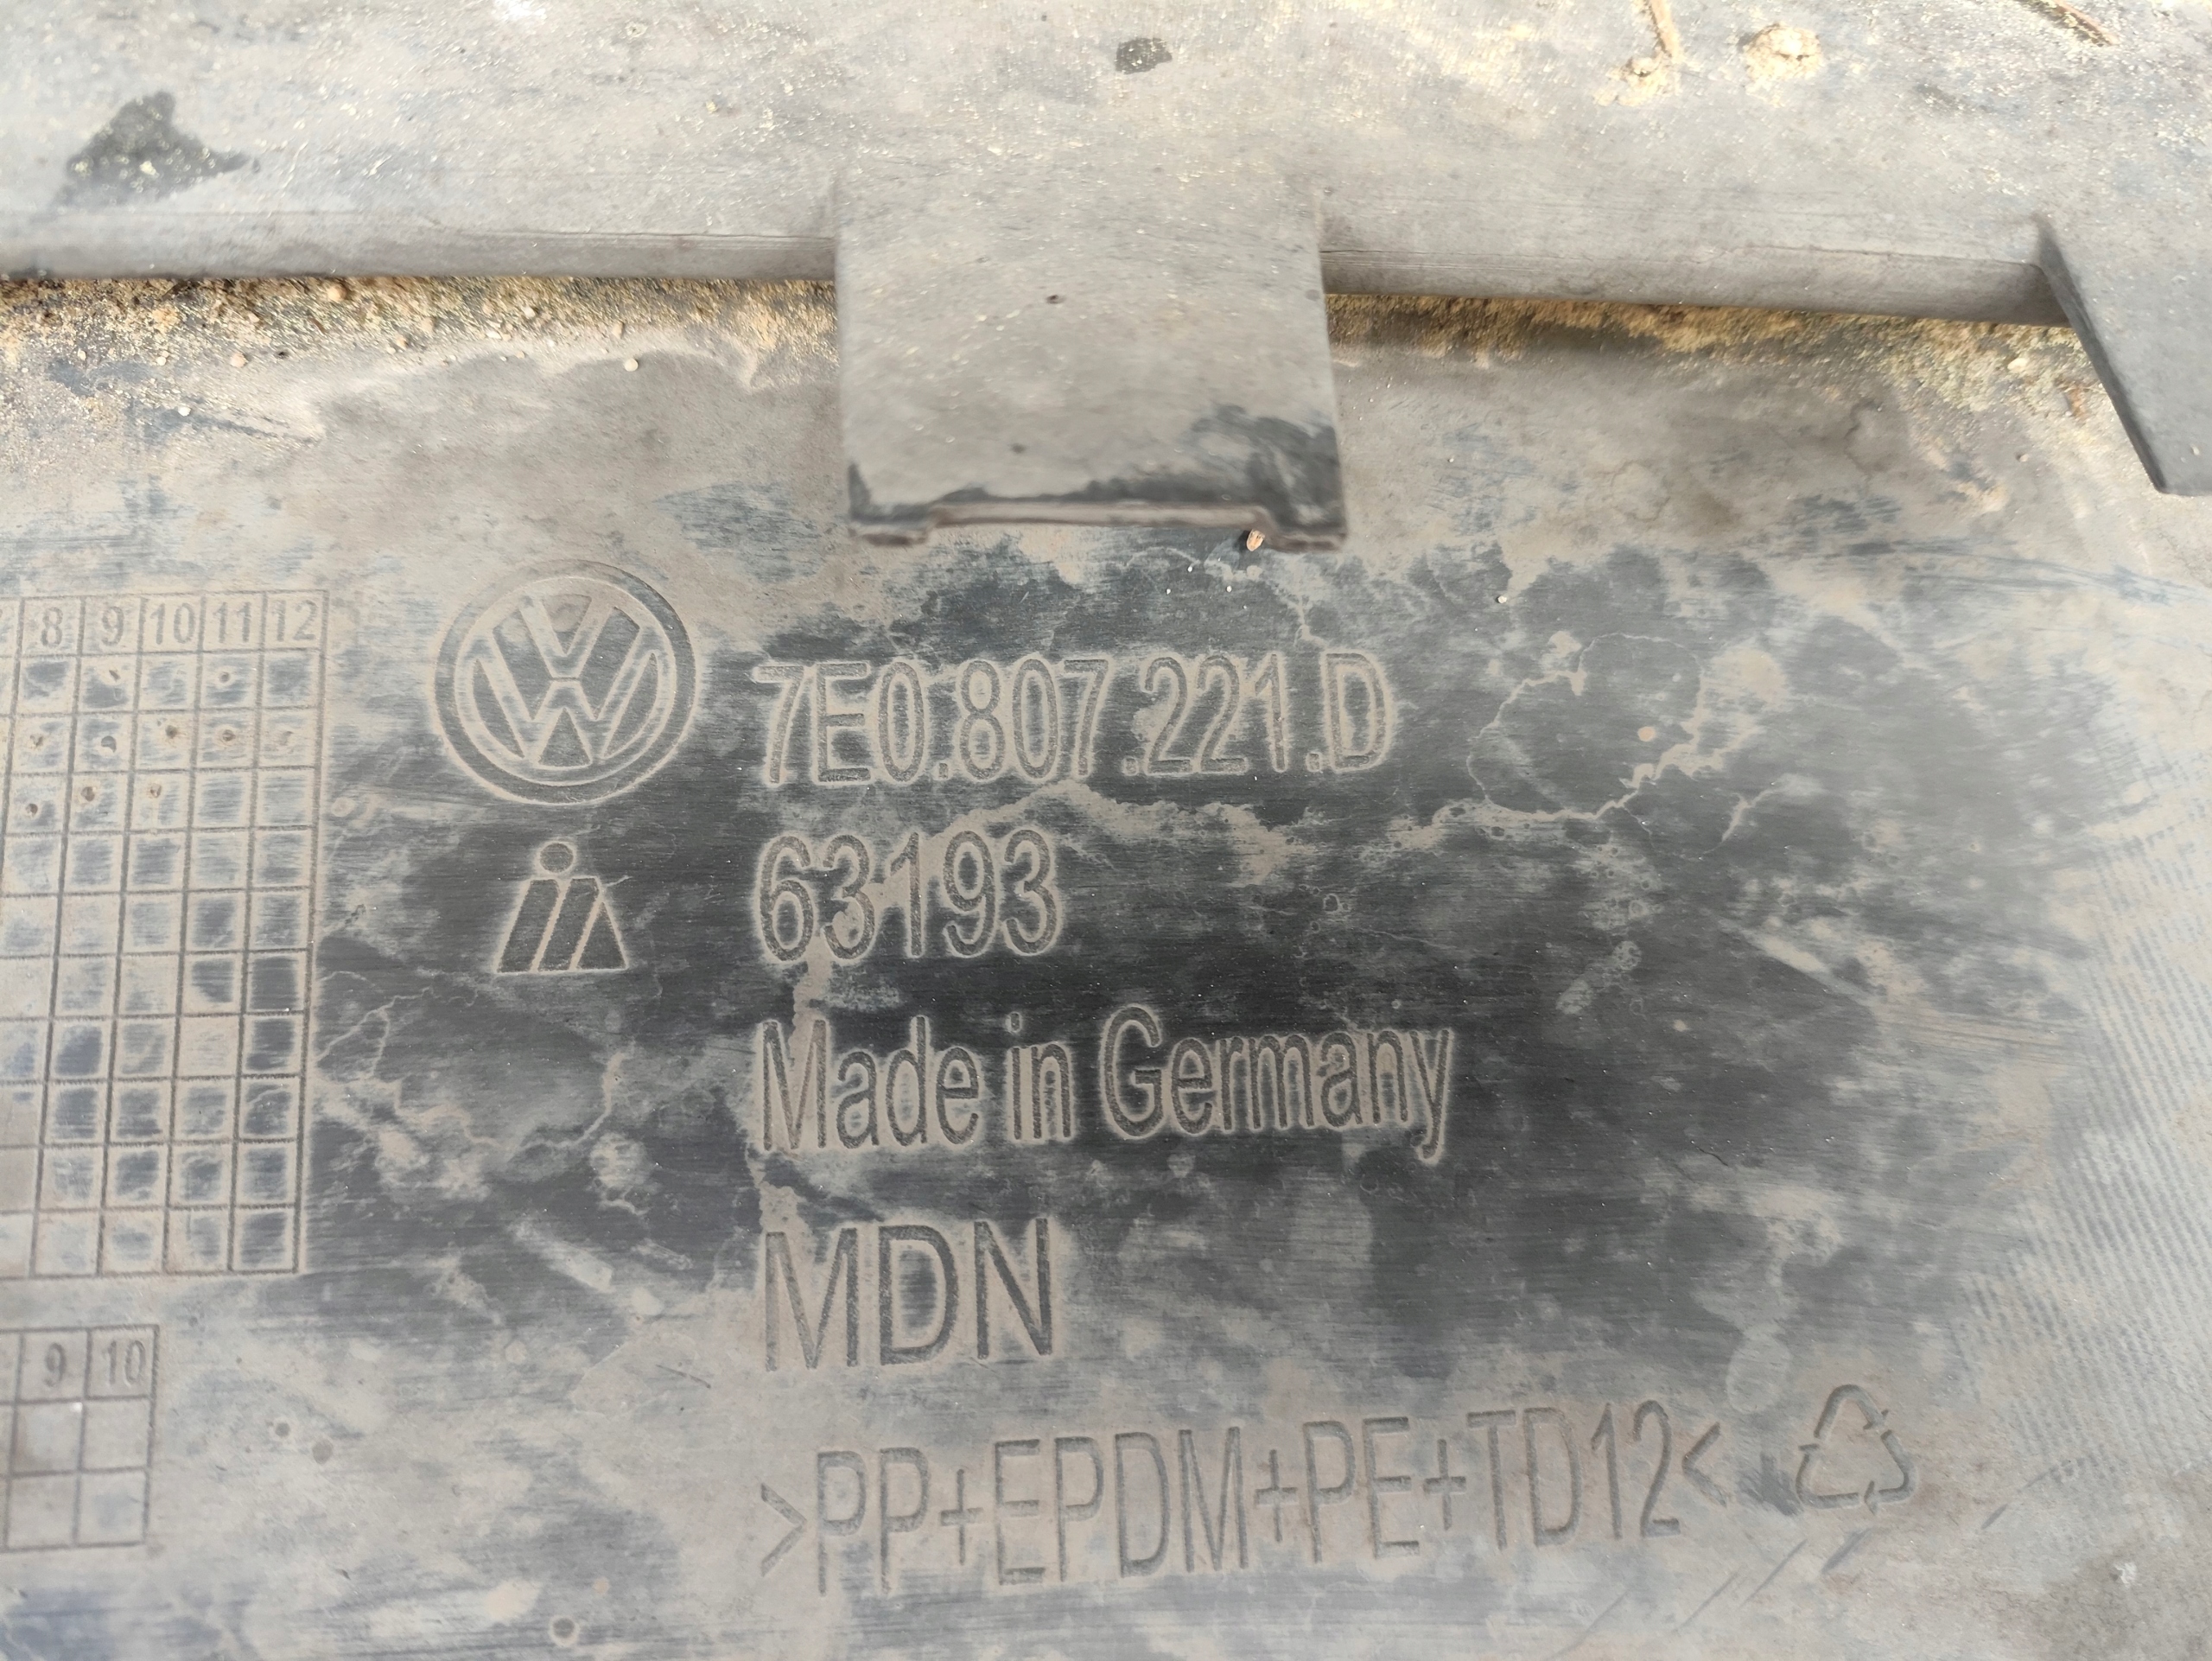 8 9 10 11 12
7E0.807.221.D
63193
Made in Germany
MDN
9 10
>PP+EPDM+PE+TD12<